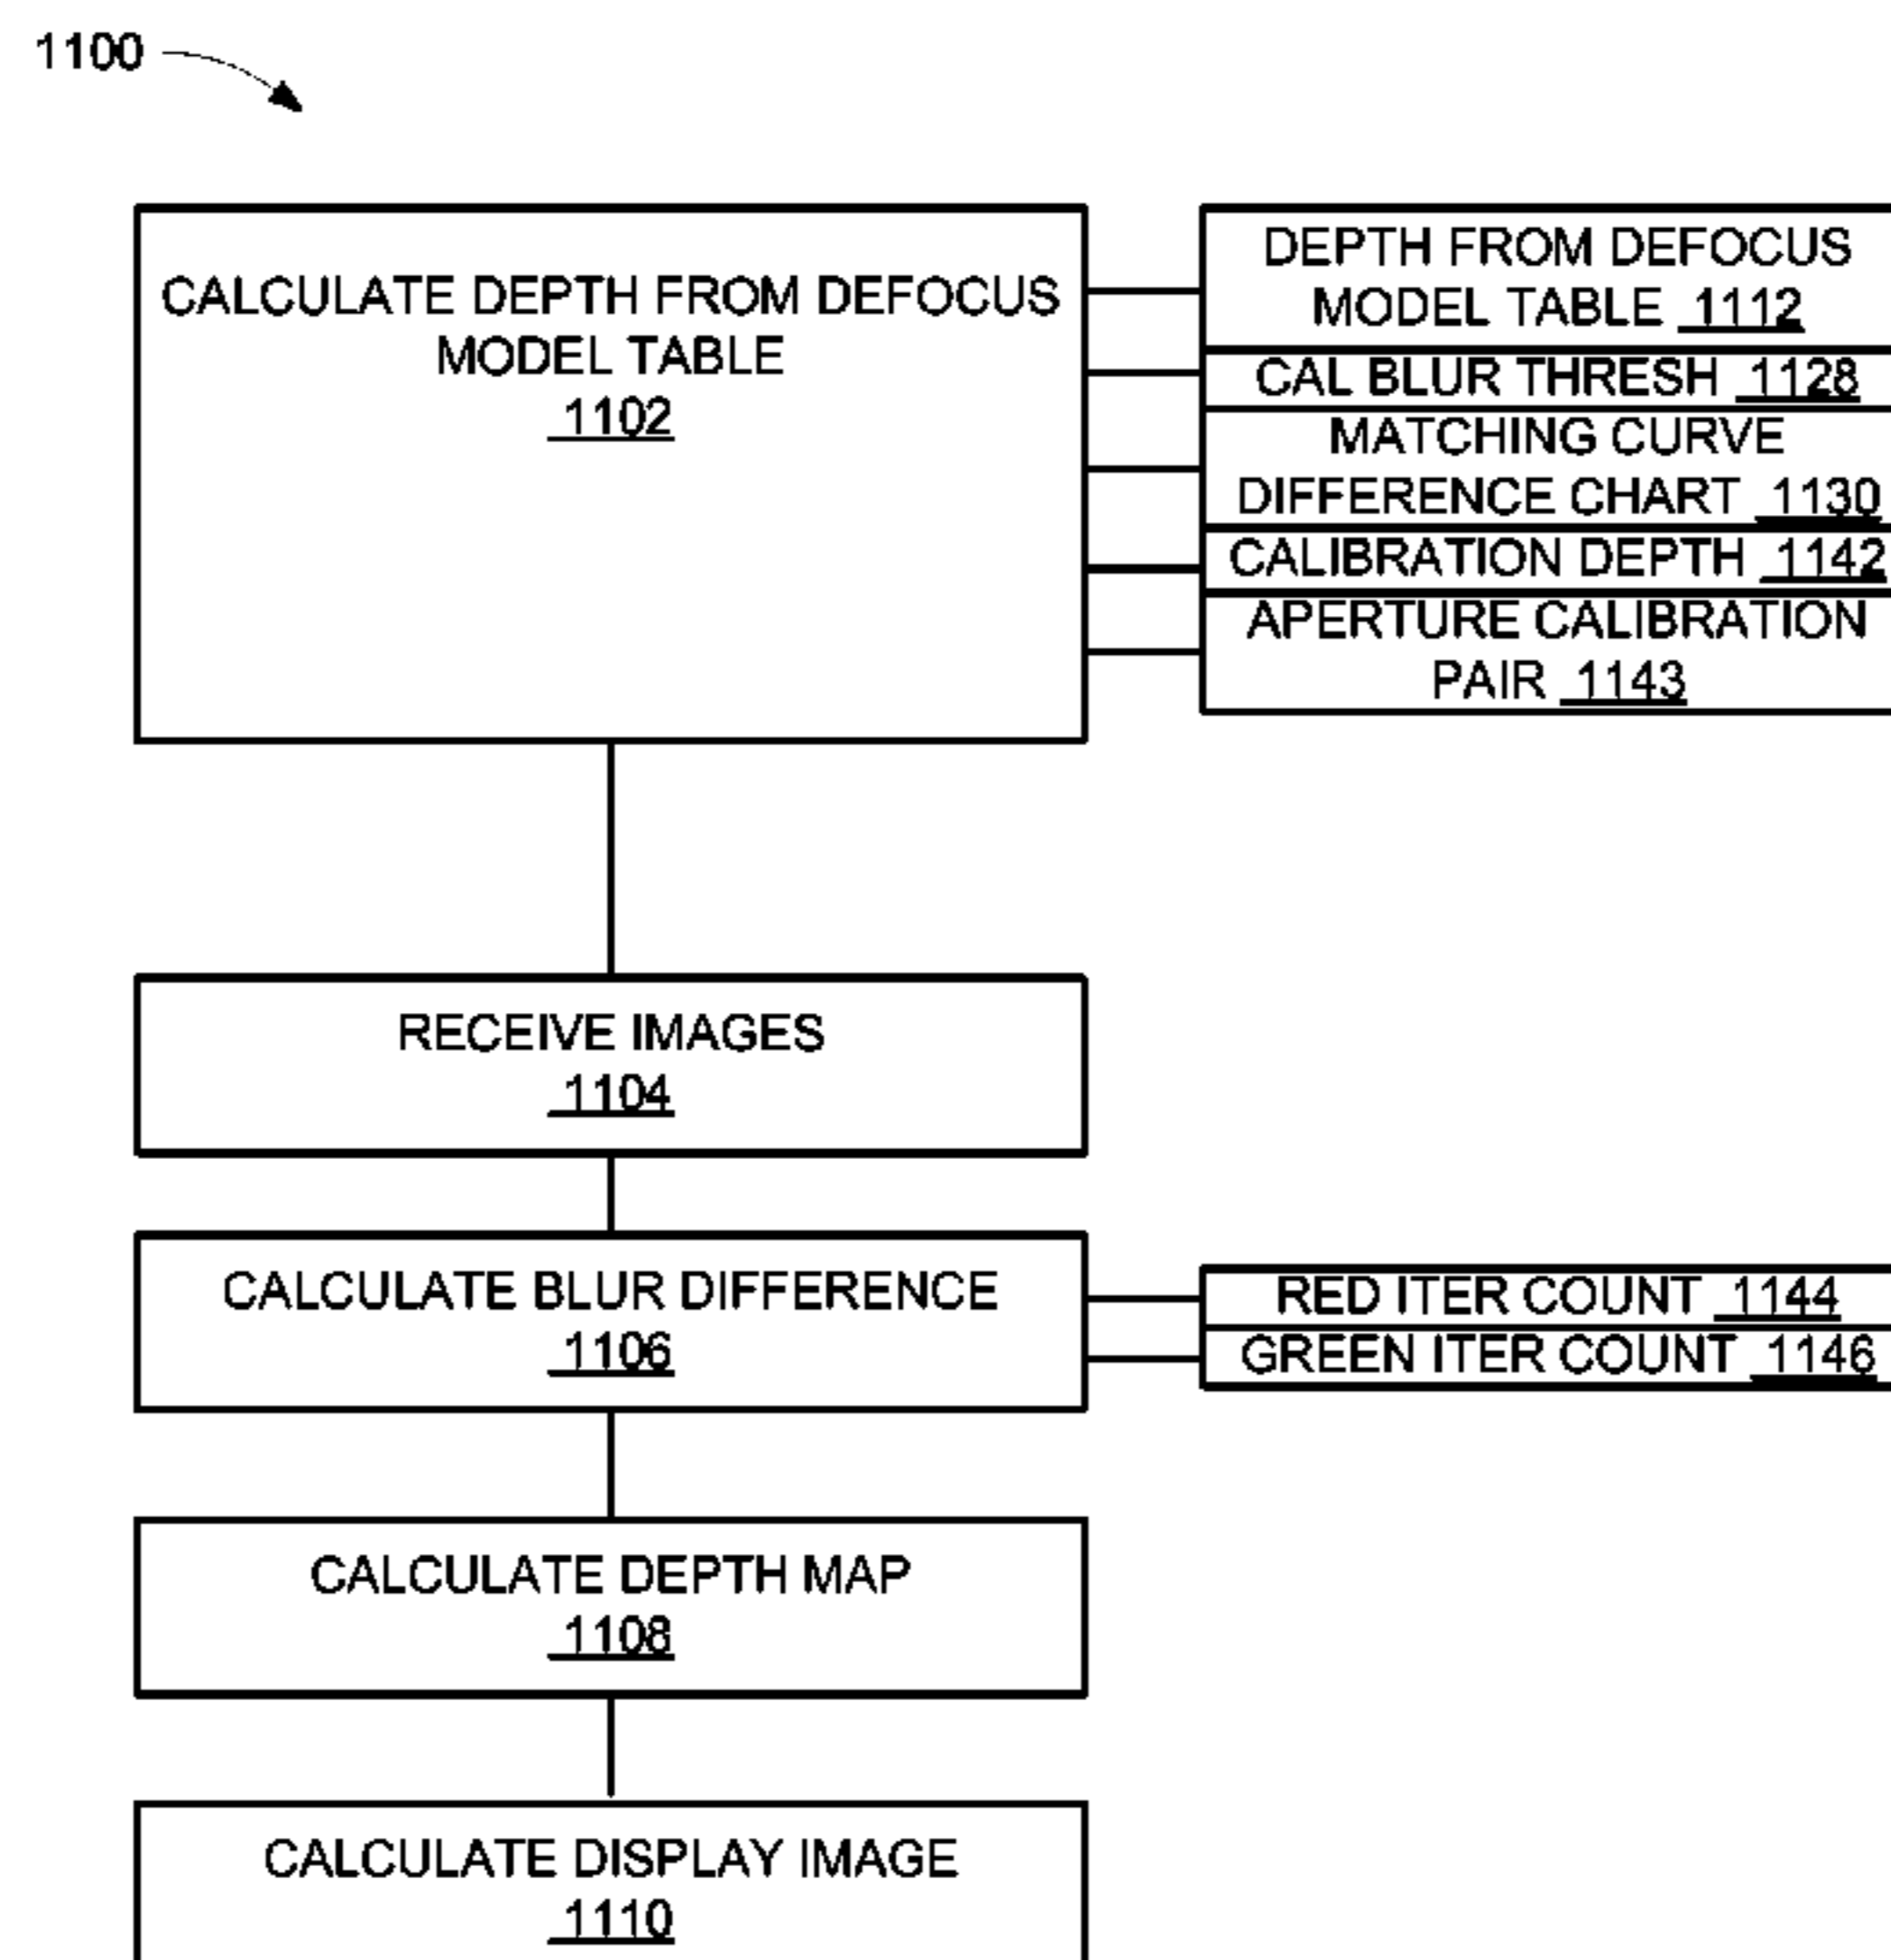 1100
CALCULATE DEPTH FROM DEFOCUS
MODEL TABLE
1102
DEPTH FROM DEFOCUS
MODEL TABLE 1112
CAL BLUR THRESH 1128
MATCHING CURVE
DIFFERENCE CHART 1130
CALIBRATION DEPTH 1142
APERTURE CALIBRATION
PAIR 1143
RECEIVE IMAGES
1104
CALCULATE BLUR DIFFERENCE
1106
RED ITER COUNT 1144
GREEN ITER COUNT 1146
CALCULATE DEPTH MAP
1108
CALCULATE DISPLAY IMAGE
1110